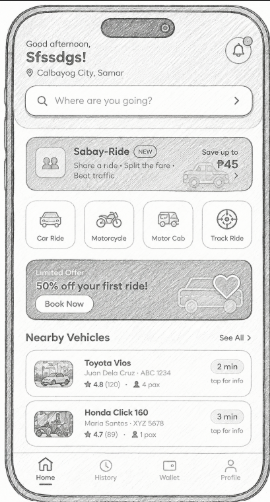 Good afternoon,
Sfssdgs!
Calbayog City, Samar
Where are you going?
Sabay-Ride NEW
Share a ride • Split the fare •
Beat traffic
Save up to
₱45
Car Ride
Motorcycle
Motor Cab
Track Ride
Limited Offer
50% off your first ride!
Book Now
Nearby Vehicles
See All
Toyota Vios
Juan Dela Cruz · ABC 1234
4.8 (120) • 4 pax
2 min
tap for info
Honda Click 160
Maria Santos · XYZ 5678
4.7 (89) • 1 pax
3 min
tap for info
Home
History
Wallet
Profile